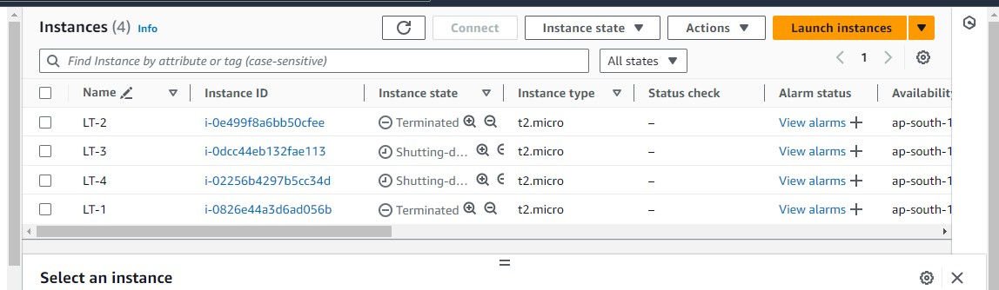 Instances (4) Info Connect Instance state Actions Launch instances
Find Instance by attribute or tag (case-sensitive) All states 1
Name Instance ID Instance state Instance type Status check Alarm status Availability
LT-2 i-0e499f8a6bb50cfee Terminated t2.micro – View alarms + ap-south-1
LT-3 i-0dcc44eb132fae113 Shutting-d... t2.micro – View alarms + ap-south-1
LT-4 i-02256b4297b5cc34d Shutting-d... t2.micro – View alarms + ap-south-1
LT-1 i-0826e44a3d6ad056b Terminated t2.micro – View alarms + ap-south-1
Select an instance